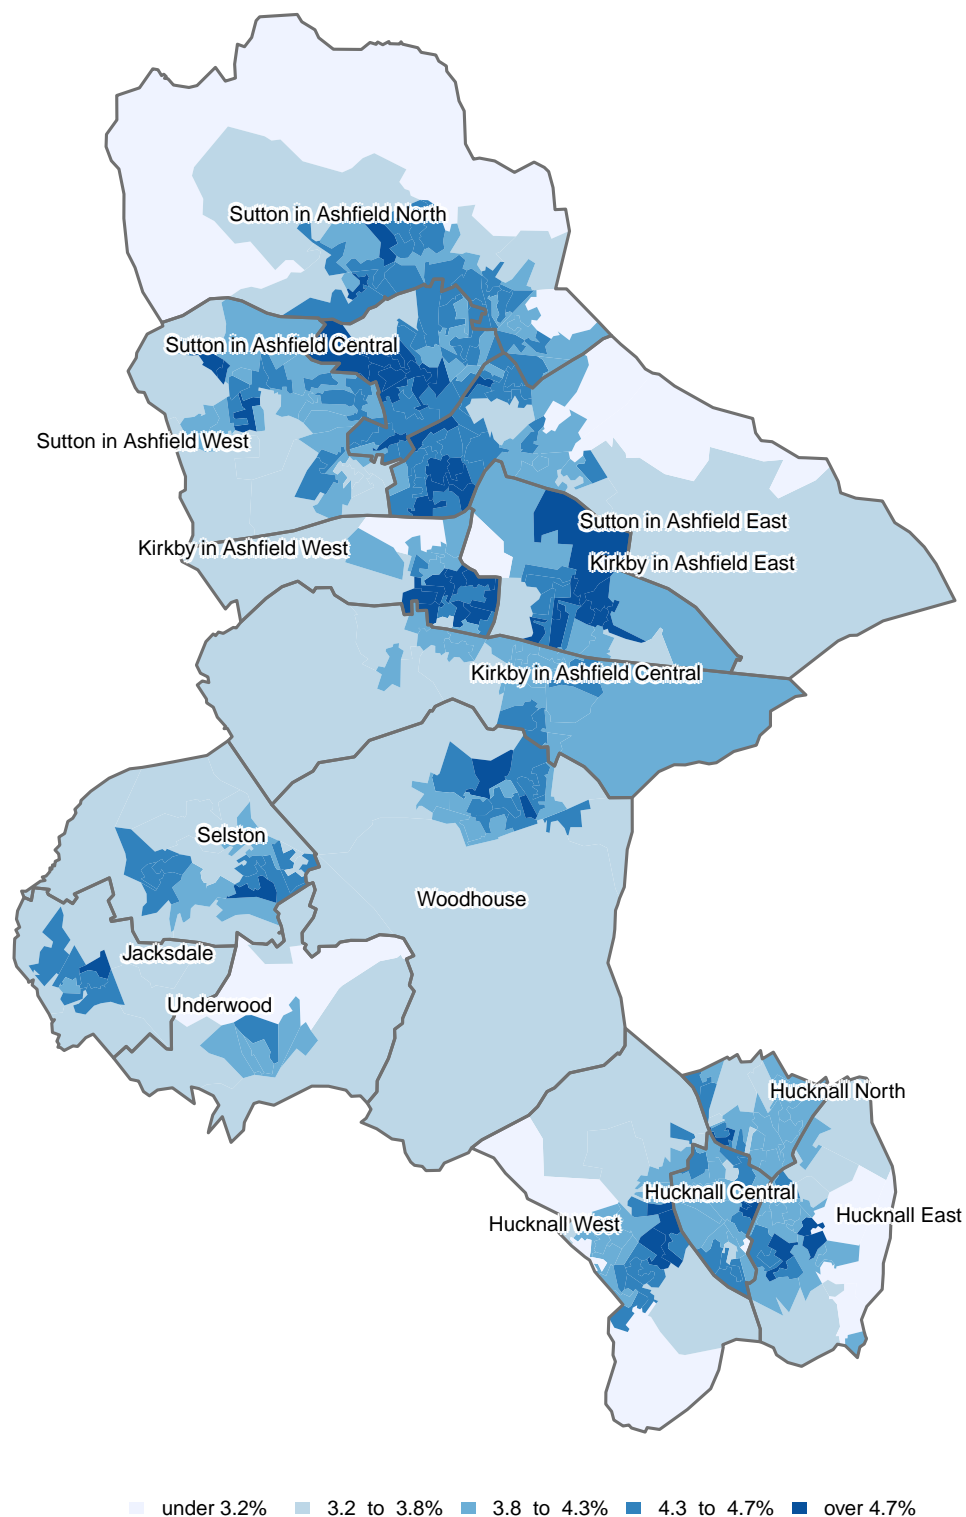 Sutton in Ashfield North
Sutton in Ashfield Central
Sutton in Ashfield West
Sutton in Ashfield East
Kirkby in Ashfield West
Kirkby in Ashfield East
Kirkby in Ashfield Central
Selston
Woodhouse
Jacksdale
Underwood
Hucknall North
Hucknall Central
Hucknall East
Hucknall West
under 3.2% 3.2 to 3.8% 3.8 to 4.3% 4.3 to 4.7% over 4.7%